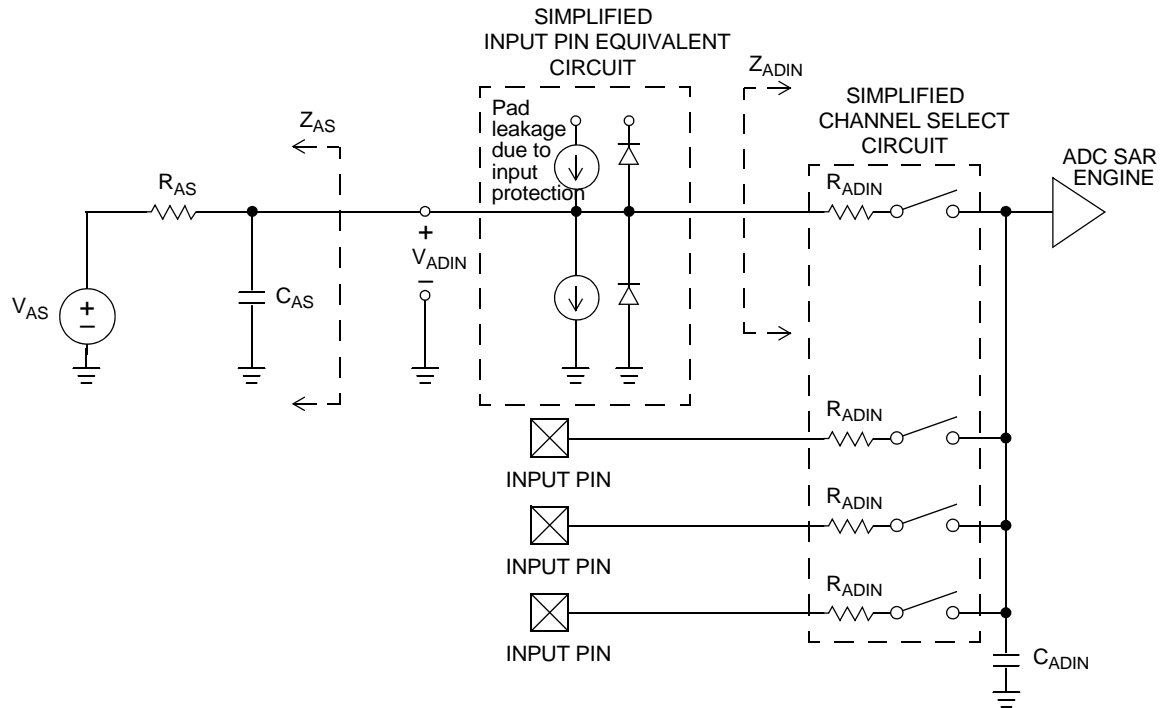 SIMPLIFIED
INPUT PIN EQUIVALENT
CIRCUIT
Pad
leakage
due to
input
protection
ZAS
RAS
VAS
+
–
CAS
+
VADIN
–
ZADIN
SIMPLIFIED
CHANNEL SELECT
CIRCUIT
RADIN
ADC SAR
ENGINE
RADIN
INPUT PIN
RADIN
INPUT PIN
RADIN
INPUT PIN
CADIN